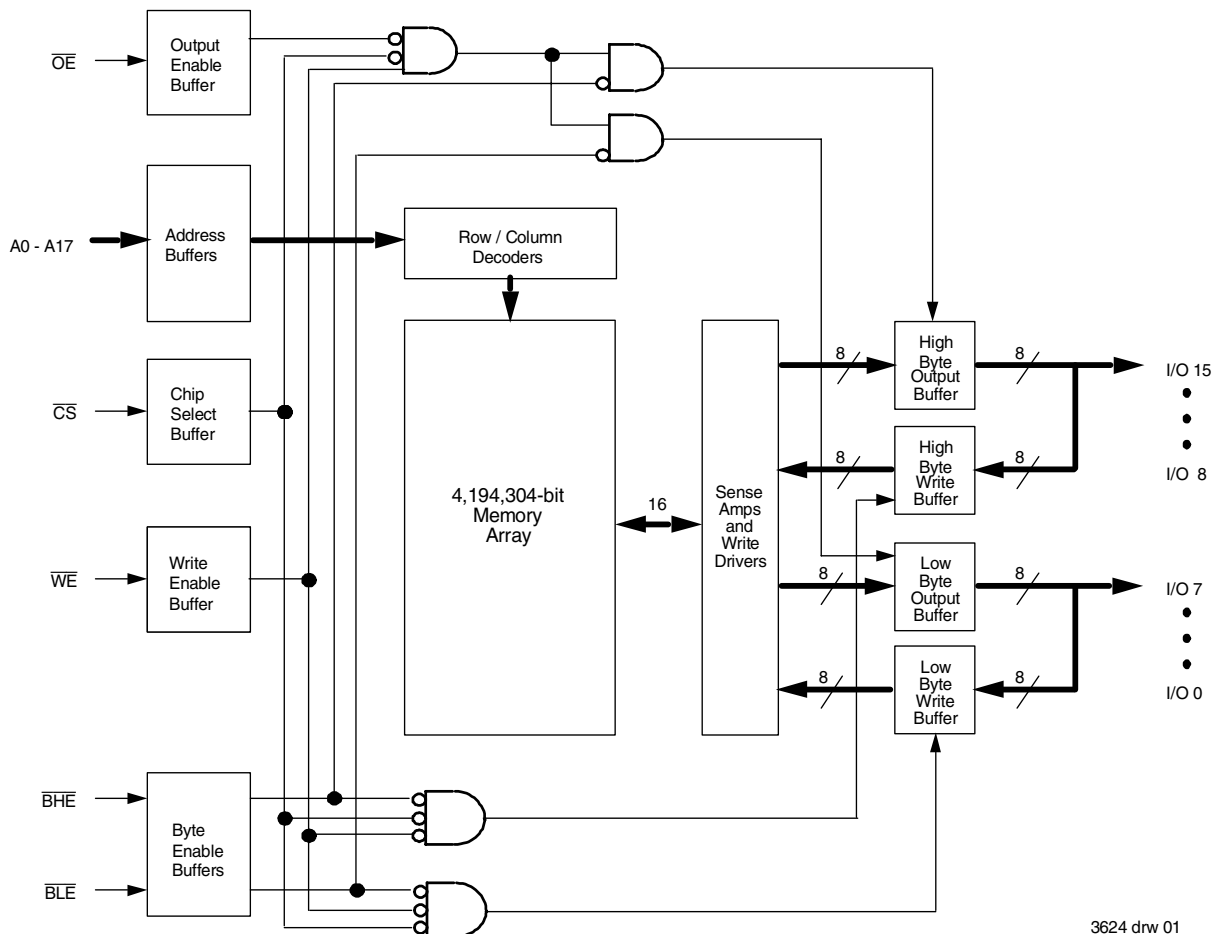 OE
Output
Enable
Buffer
A0 - A17
Address
Buffers
Row / Column
Decoders
CS
Chip
Select
Buffer
WE
Write
Enable
Buffer
4,194,304-bit
Memory
Array
16
Sense
Amps
and
Write
Drivers
8
High
Byte
Output
Buffer
8
I/O 15
8
High
Byte
Write
Buffer
8
I/O 8
8
Low
Byte
Output
Buffer
8
I/O 7
8
Low
Byte
Write
Buffer
8
I/O 0
BHE
Byte
Enable
Buffers
BLE
3624 drw 01